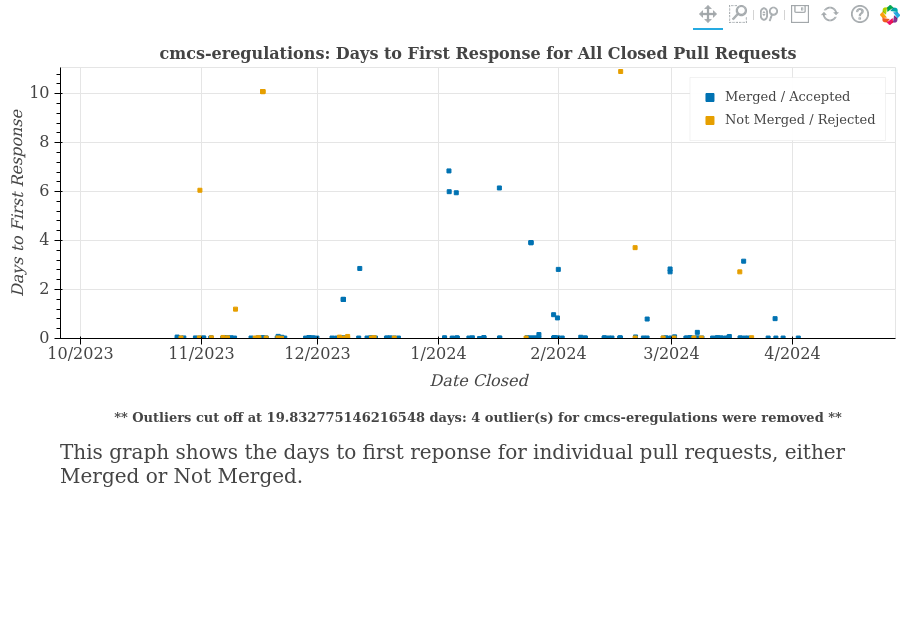 cmcs-eregulations: Days to First Response for All Closed Pull Requests
Merged / Accepted
Not Merged / Rejected
Days to First Response
10
8
6
4
2
0
10/2023 11/2023 12/2023 1/2024 2/2024 3/2024 4/2024
Date Closed
** Outliers cut off at 19.832775146216548 days: 4 outlier(s) for cmcs-eregulations were removed **
This graph shows the days to first reponse for individual pull requests, either
Merged or Not Merged.